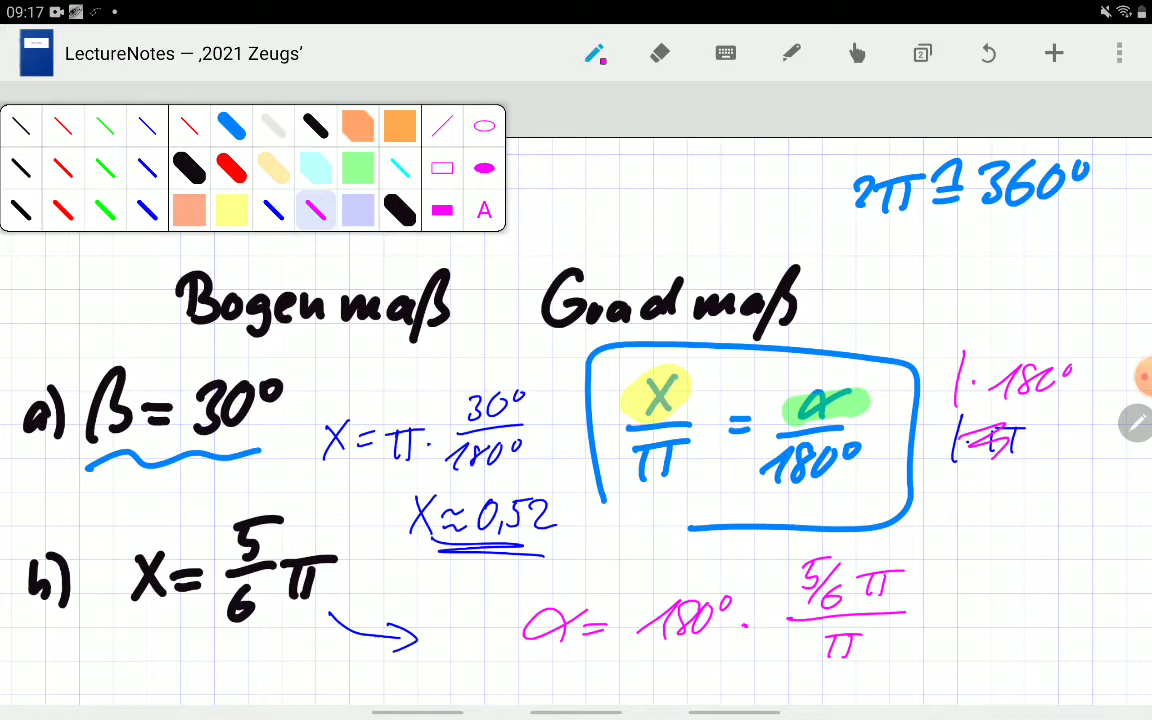 09:17
LectureNotes — ‚2021 Zeugs’
2
A
2π ≙ 360°
Bogenmaß Gradmaß
a) β = 30°
x = π · 30°/180°
x/π = α/180°
| · 180°
| · π
x ≈ 0,52
b) x = 5/6 π
α = 180° · 5/6 π / π